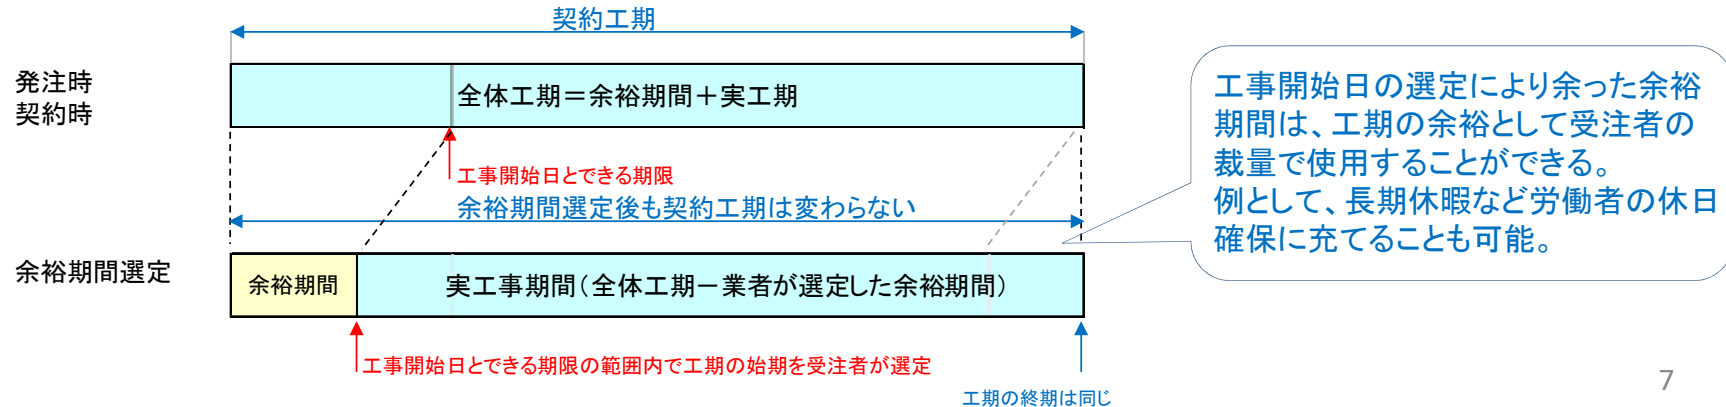 契約工期
発注時
契約時
全体工期＝余裕期間＋実工期
工事開始日とできる期限
余裕期間選定後も契約工期は変わらない
工事開始日の選定により余った余裕
期間は、工期の余裕として受注者の
裁量で使用することができる。
例として、長期休暇など労働者の休日
確保に充てることも可能。
余裕期間選定
余裕期間
実工事期間（全体工期－業者が選定した余裕期間）
工事開始日とできる期限の範囲内で工期の始期を受注者が選定
工期の終期は同じ
7